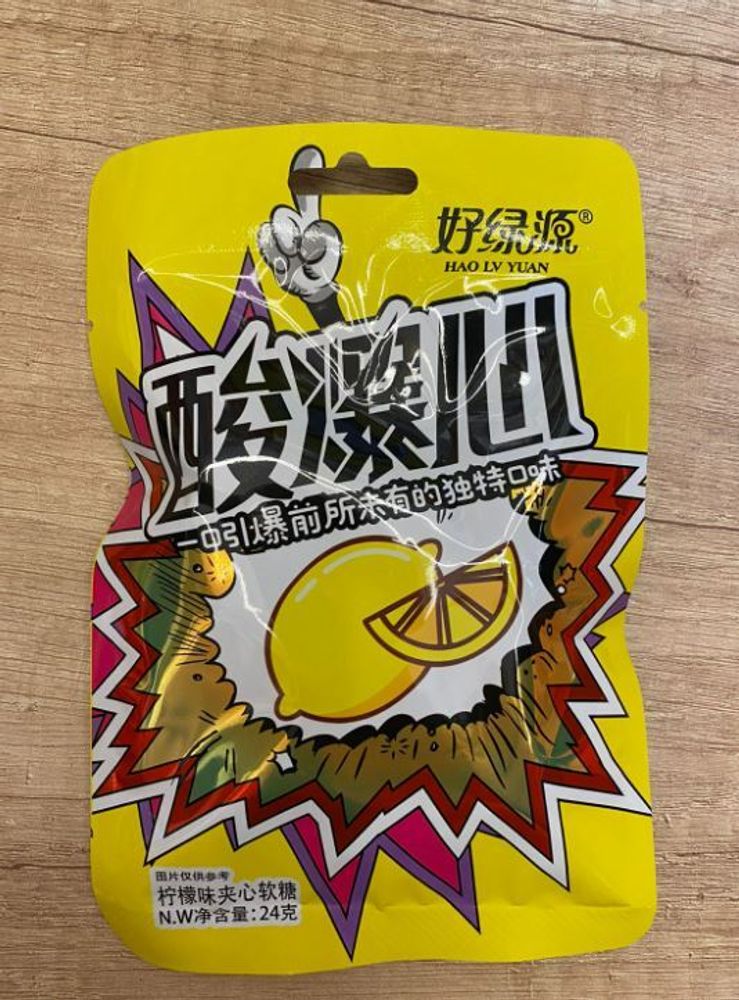 好绿源®
HAO LV YUAN
酸爆心
一口引爆前所未有的独特口味
图片仅供参考
柠檬味夹心软糖
N.W净含量:24克